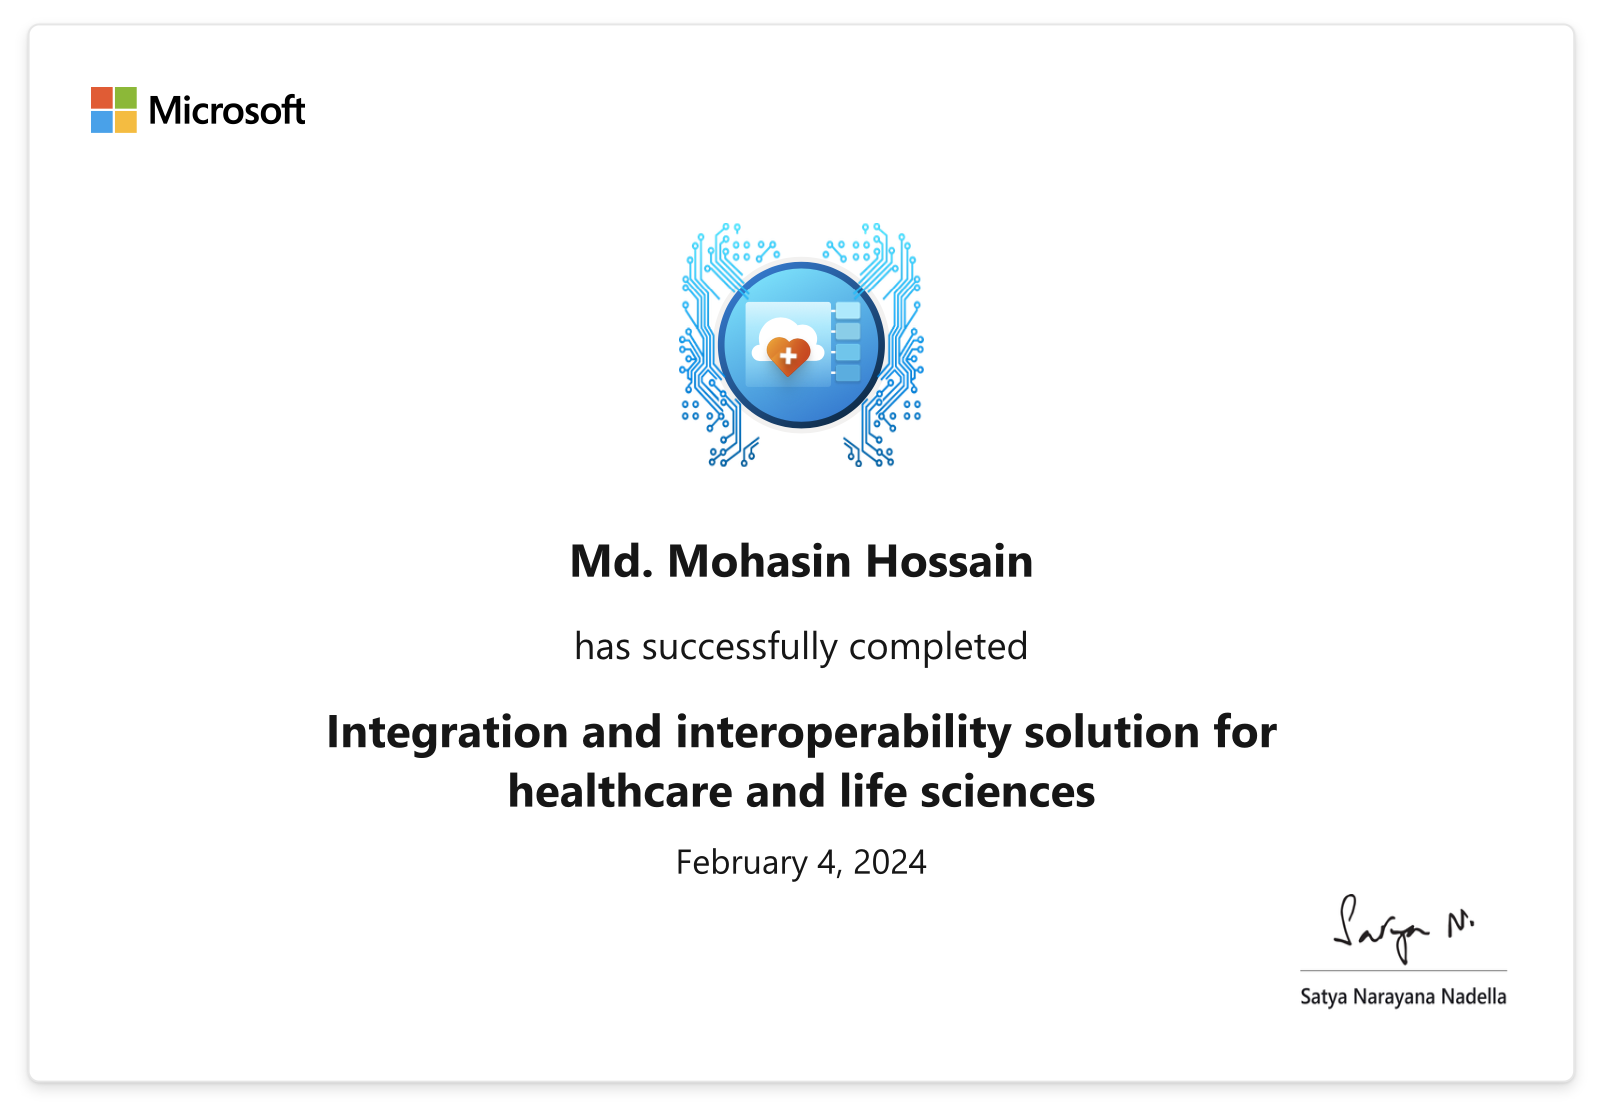 Microsoft
Md. Mohasin Hossain
has successfully completed
Integration and interoperability solution for
healthcare and life sciences
February 4, 2024
Satya N.
Satya Narayana Nadella